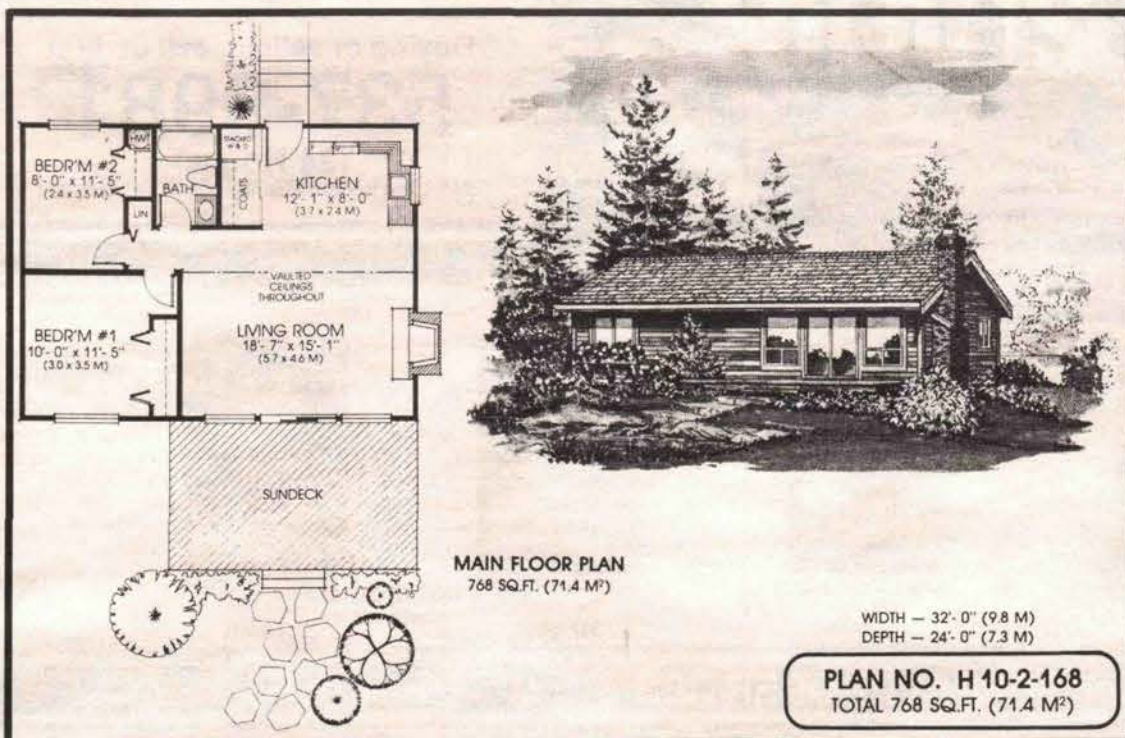 BEDR'M #2
8'- 0" x 11'- 5"
(2.4 x 3.5 M)
HWT
BATH
LIN
STACKED
W & D
COATS
KITCHEN
12'- 1" x 8'- 0"
(3.7 x 2.4 M)
VAULTED
CEILINGS
THROUGHOUT
BEDR'M #1
10'- 0" x 11'- 5"
(3.0 x 3.5 M)
LIVING ROOM
18'- 7" x 15'- 1"
(5.7 x 4.6 M)
SUNDECK
MAIN FLOOR PLAN
768 SQ.FT. (71.4 M²)
WIDTH — 32'- 0" (9.8 M)
DEPTH — 24'- 0" (7.3 M)
PLAN NO. H 10-2-168
TOTAL 768 SQ.FT. (71.4 M²)